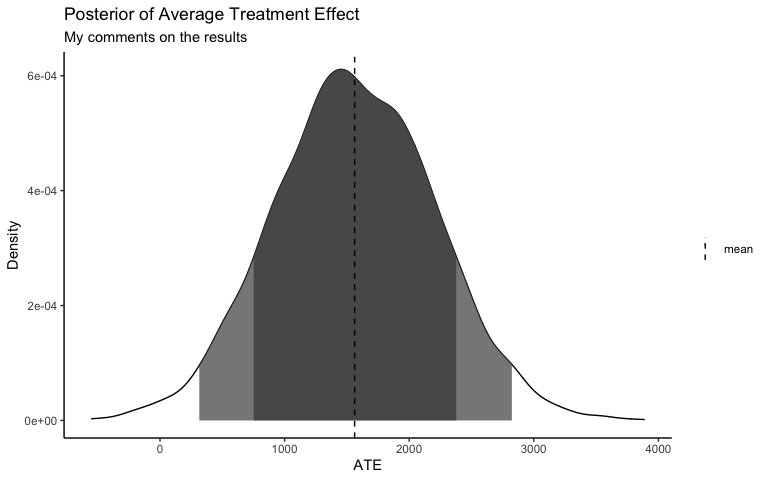 Posterior of Average Treatment Effect
My comments on the results
6e-04
4e-04
2e-04
0e+00
Density
0
1000
2000
3000
4000
ATE
mean